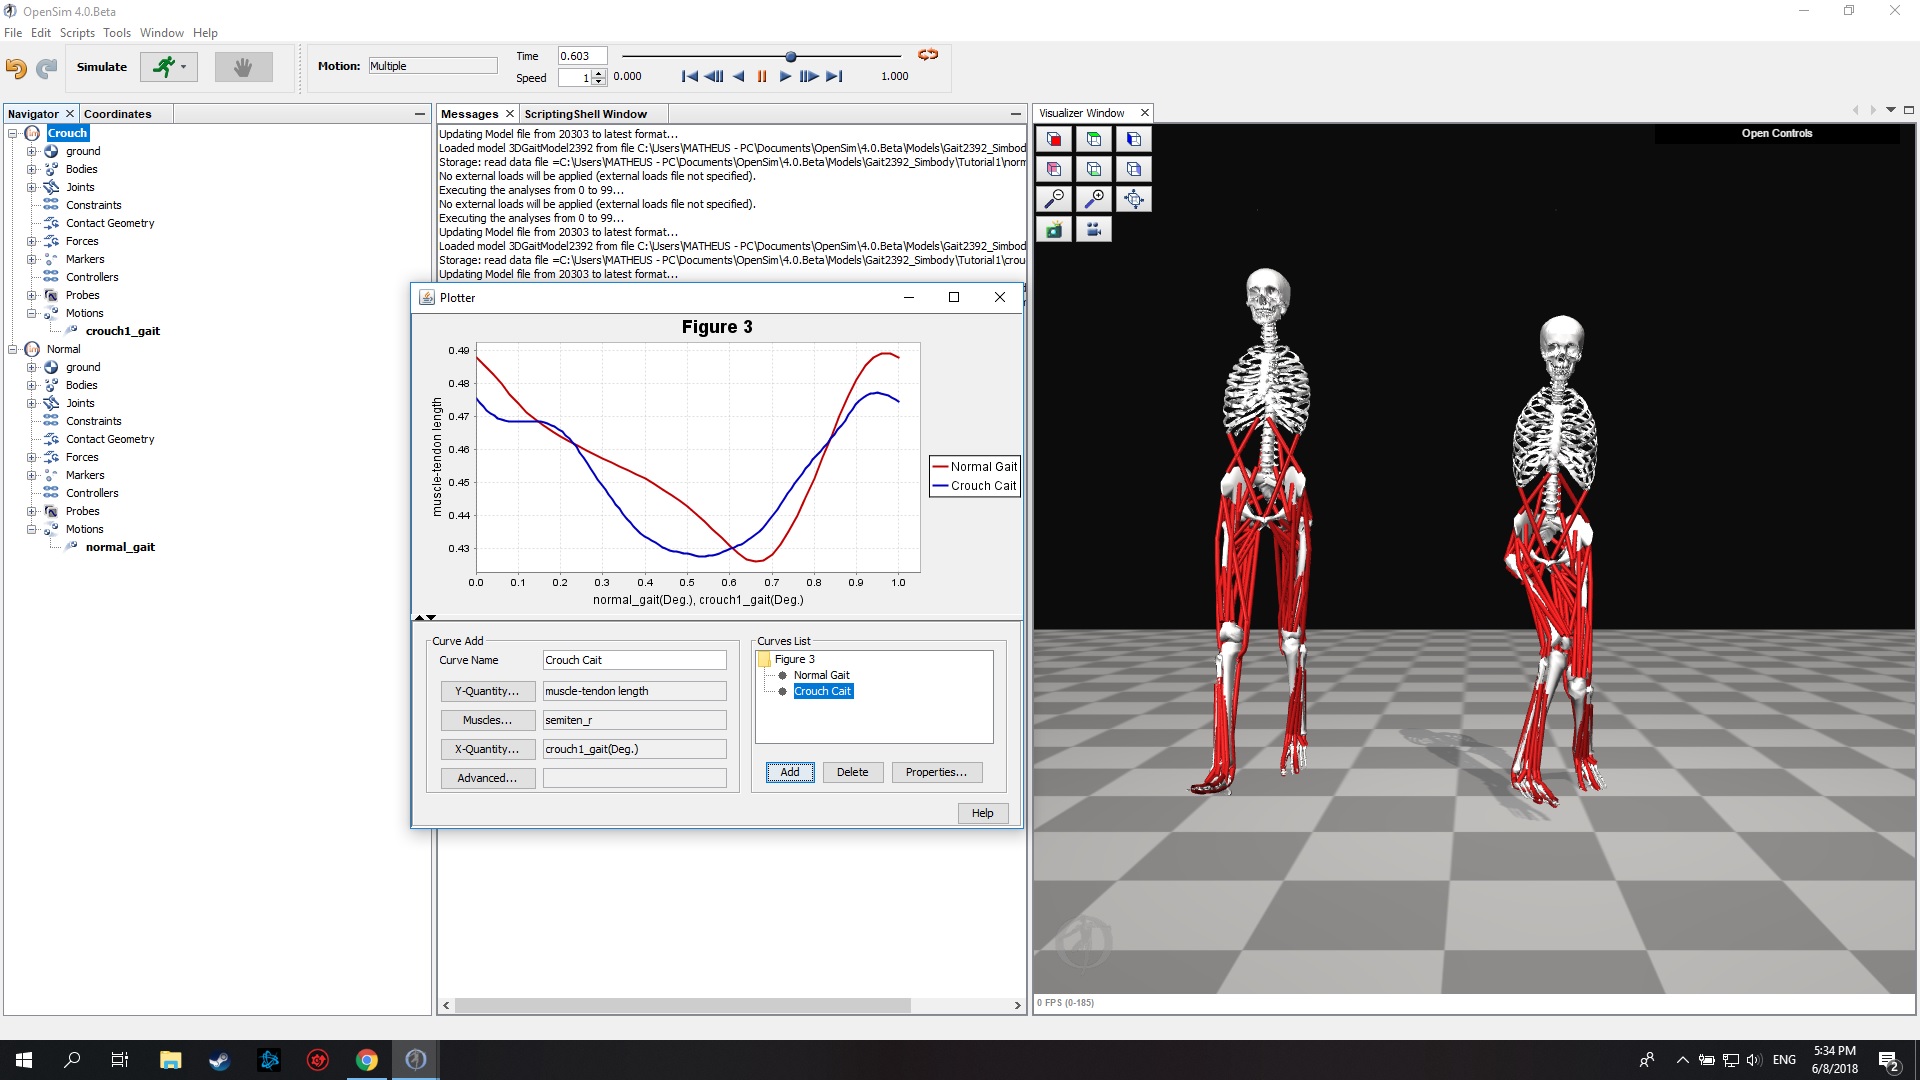 OpenSim 4.0.Beta
File Edit Scripts Tools Window Help
Simulate
Motion: Multiple
Time 0.603
Speed 1 0.000 1.000
Navigator
Coordinates
Crouch
ground
Bodies
Joints
Constraints
Contact Geometry
Forces
Markers
Controllers
Probes
Motions
crouch1_gait
Normal
ground
Bodies
Joints
Constraints
Contact Geometry
Forces
Markers
Controllers
Probes
Motions
normal_gait
Messages
ScriptingShell Window
Updating Model file from 20303 to latest format...
Loaded model 3DGaitModel2392 from file C:\Users\MATHEUS - PC\Documents\OpenSim\4.0.Beta\Models\Gait2392_Simbod
Storage: read data file =C:\Users\MATHEUS - PC\Documents\OpenSim\4.0.Beta\Models\Gait2392_Simbody\Tutorial1\norm
No external loads will be applied (external loads file not specified).
Executing the analyses from 0 to 99...
No external loads will be applied (external loads file not specified).
Executing the analyses from 0 to 99...
Updating Model file from 20303 to latest format...
Loaded model 3DGaitModel2392 from file C:\Users\MATHEUS - PC\Documents\OpenSim\4.0.Beta\Models\Gait2392_Simbod
Storage: read data file =C:\Users\MATHEUS - PC\Documents\OpenSim\4.0.Beta\Models\Gait2392_Simbody\Tutorial1\crou
Updating Model file from 20303 to latest format...
Plotter
Figure 3
muscle-tendon length
0.49
0.48
0.47
0.46
0.45
0.44
0.43
0.0 0.1 0.2 0.3 0.4 0.5 0.6 0.7 0.8 0.9 1.0
normal_gait(Deg.), crouch1_gait(Deg.)
Normal Gait
Crouch Cait
Curve Add
Curve Name Crouch Cait
Y-Quantity... muscle-tendon length
Muscles... semiten_r
X-Quantity... crouch1_gait(Deg.)
Advanced...
Curves List
Figure 3
Normal Gait
Crouch Cait
Add Delete Properties...
Help
Visualizer Window
Open Controls
0 FPS (0-185)
ENG
5:34 PM
6/8/2018
2